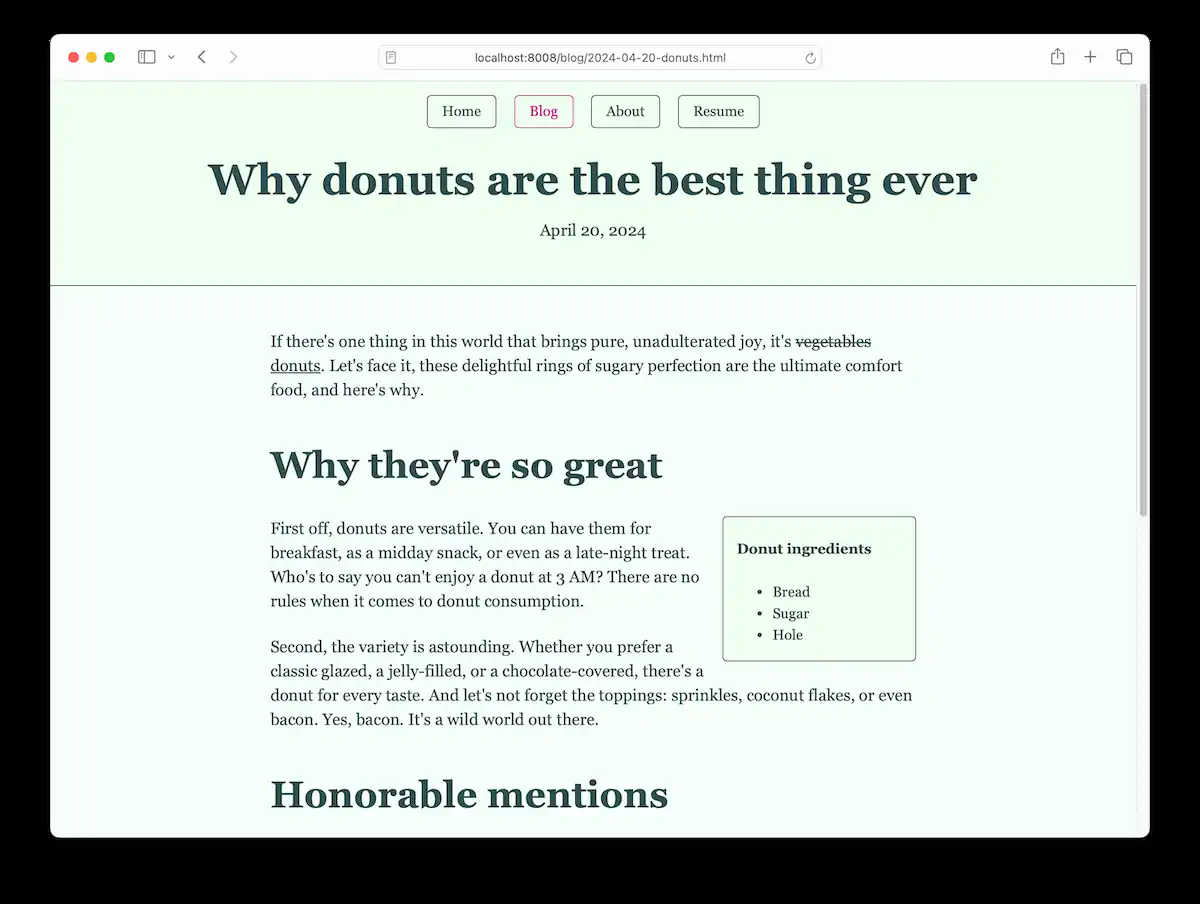 localhost:8008/blog/2024-04-20-donuts.html
Home Blog About Resume
Why donuts are the best thing ever
April 20, 2024
If there's one thing in this world that brings pure, unadulterated joy, it's vegetables
donuts. Let's face it, these delightful rings of sugary perfection are the ultimate comfort
food, and here's why.
Why they're so great
First off, donuts are versatile. You can have them for
breakfast, as a midday snack, or even as a late-night treat.
Who's to say you can't enjoy a donut at 3 AM? There are no
rules when it comes to donut consumption.
Donut ingredients
• Bread
• Sugar
• Hole
Second, the variety is astounding. Whether you prefer a
classic glazed, a jelly-filled, or a chocolate-covered, there's a
donut for every taste. And let's not forget the toppings: sprinkles, coconut flakes, or even
bacon. Yes, bacon. It's a wild world out there.
Honorable mentions